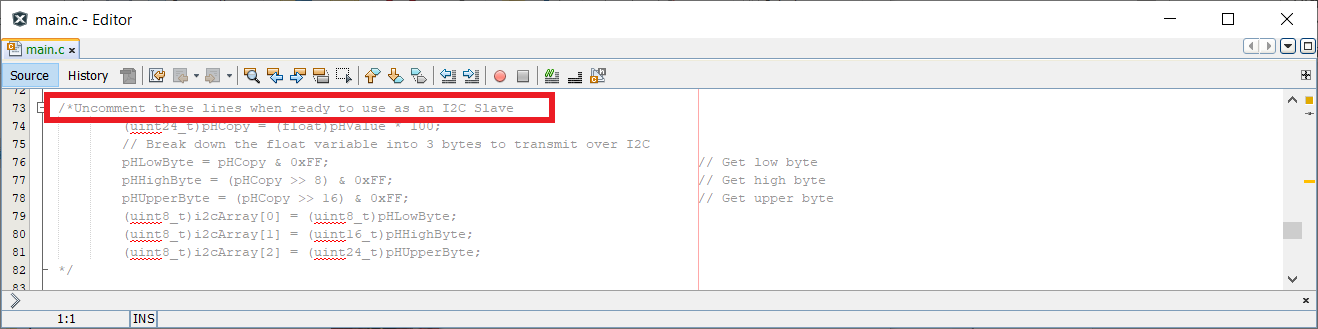 main.c - Editor
main.c
Source History
72
73 /*Uncomment these lines when ready to use as an I2C Slave
74 (uint24_t)pHCopy = (float)pHValue * 100;
75 // Break down the float variable into 3 bytes to transmit over I2C
76 pHLowByte = pHCopy & 0xFF; // Get low byte
77 pHHighByte = (pHCopy >> 8) & 0xFF; // Get high byte
78 pHUpperByte = (pHCopy >> 16) & 0xFF; // Get upper byte
79 (uint8_t)i2cArray[0] = (uint8_t)pHLowByte;
80 (uint8_t)i2cArray[1] = (uint16_t)pHHighByte;
81 (uint8_t)i2cArray[2] = (uint24_t)pHUpperByte;
82 */
83
1:1 INS